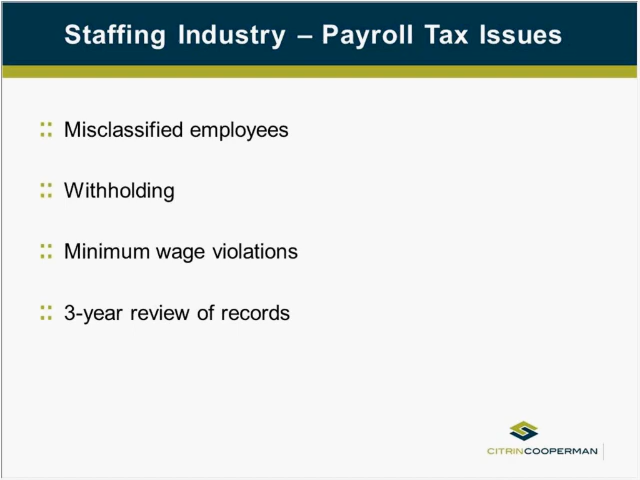 Staffing Industry – Payroll Tax Issues
Misclassified employees
Withholding
Minimum wage violations
3-year review of records
CITRINCOOPERMAN